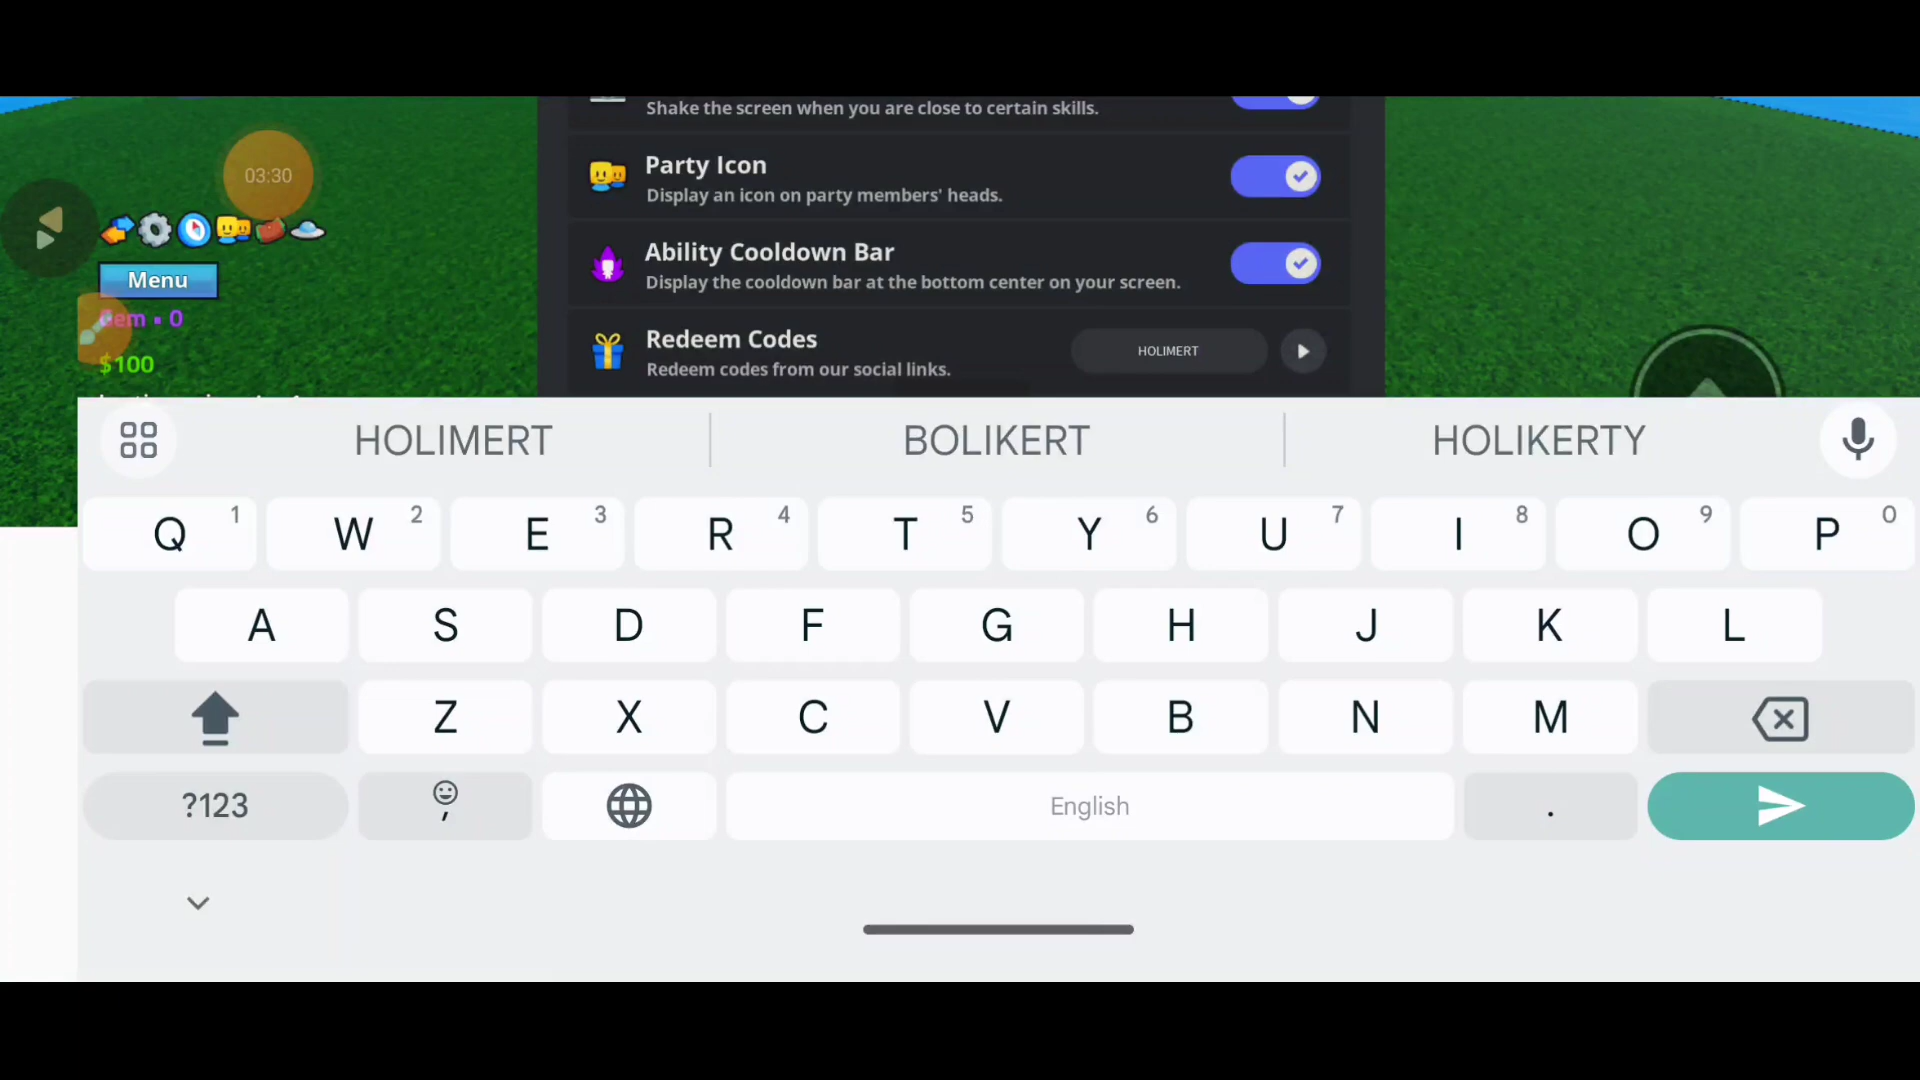 Shake the screen when you are close to certain skills.
03:30
Party Icon
Display an icon on party members' heads.
Menu
Ability Cooldown Bar
Display the cooldown bar at the bottom center on your screen.
Gem • 0
$100
Redeem Codes
Redeem codes from our social links.
HOLIMERT
HOLIMERT BOLIKERT HOLIKERTY
Q 1 W 2 E 3 R 4 T 5 Y 6 U 7 I 8 O 9 P 0
A S D F G H J K L
Z X C V B N M
?123 , English .